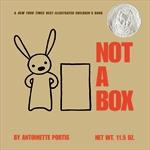 A NEW YORK TIMES BEST ILLUSTRATED CHILDREN'S BOOK
NOT
A
BOX
BY ANTOINETTE PORTIS
NET WT. 11.5 OZ.